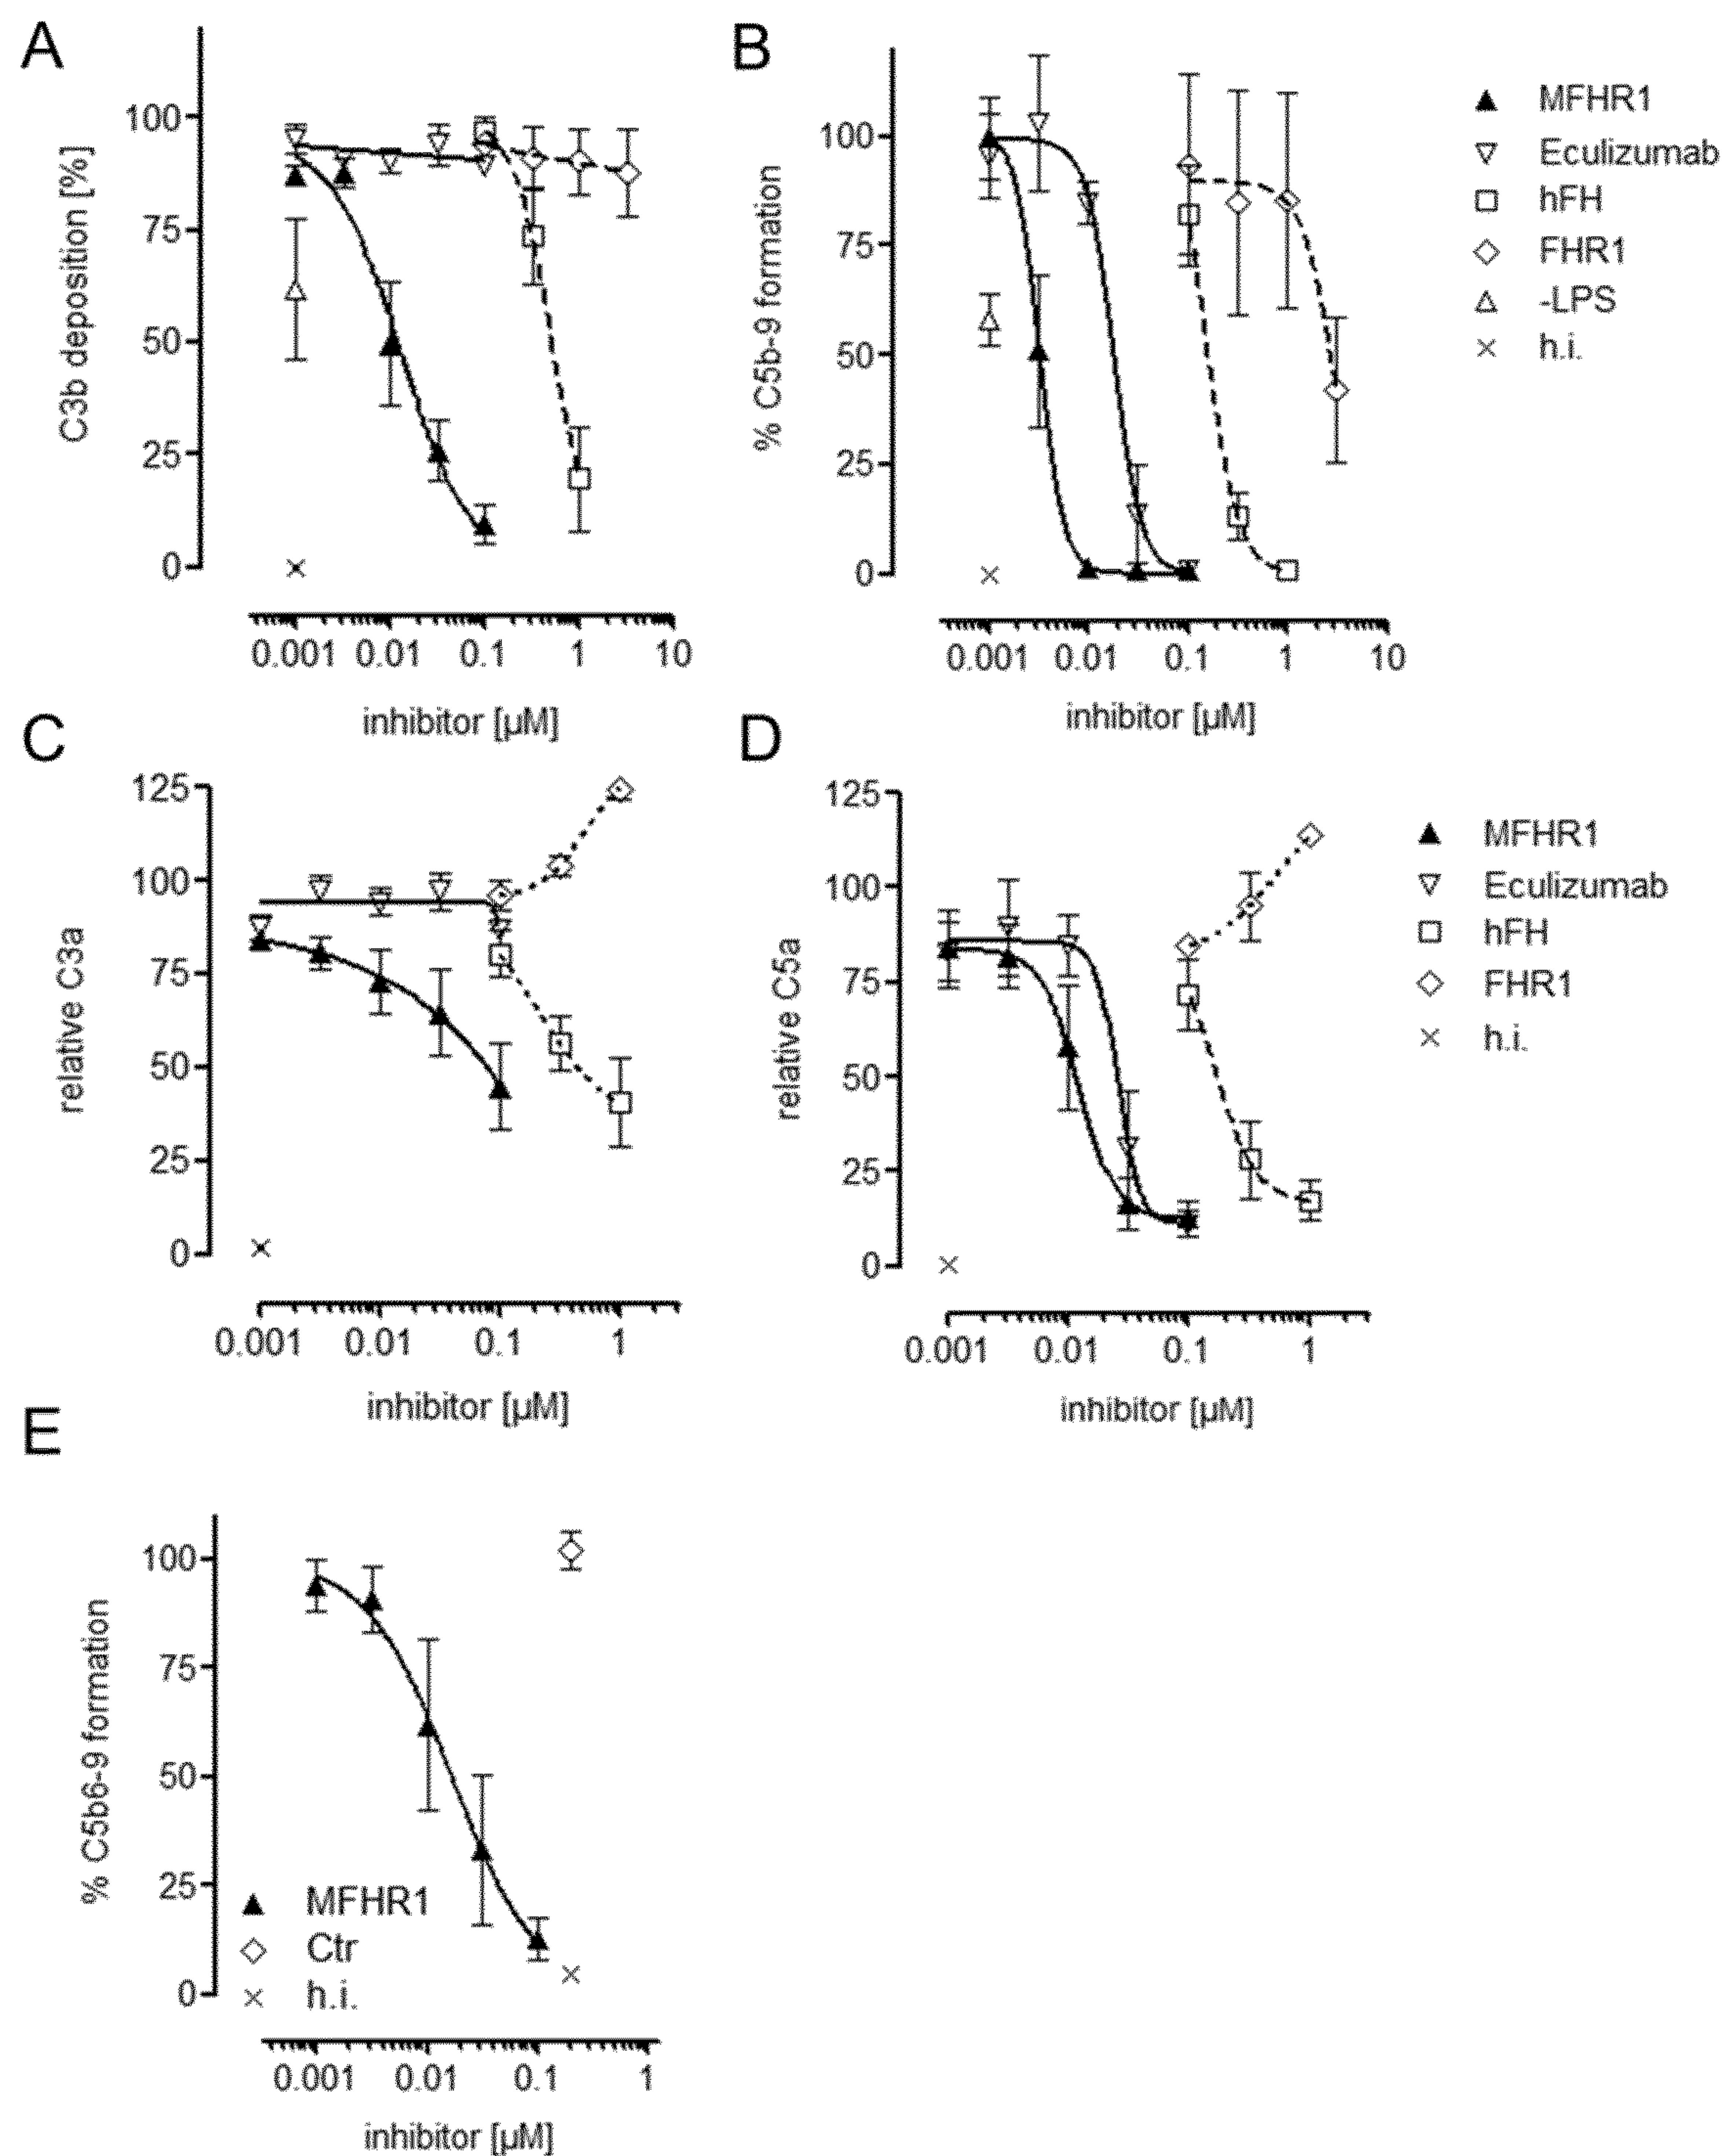 A
C3b deposition [%]
100
75
50
25
0
0.001 0.01 0.1 1 10
inhibitor [µM]
B
% C5b-9 formation
100
75
50
25
0
0.001 0.01 0.1 1 10
inhibitor [µM]
MFHR1
Eculizumab
hFH
FHR1
-LPS
h.i.
C
relative C3a
125
100
75
50
25
0
0.001 0.01 0.1 1
inhibitor [µM]
D
relative C5a
125
100
75
50
25
0
0.001 0.01 0.1 1
inhibitor [µM]
MFHR1
Eculizumab
hFH
FHR1
h.i.
E
% C5b6-9 formation
100
75
50
25
0
MFHR1
Ctr
h.i.
0.001 0.01 0.1 1
inhibitor [µM]